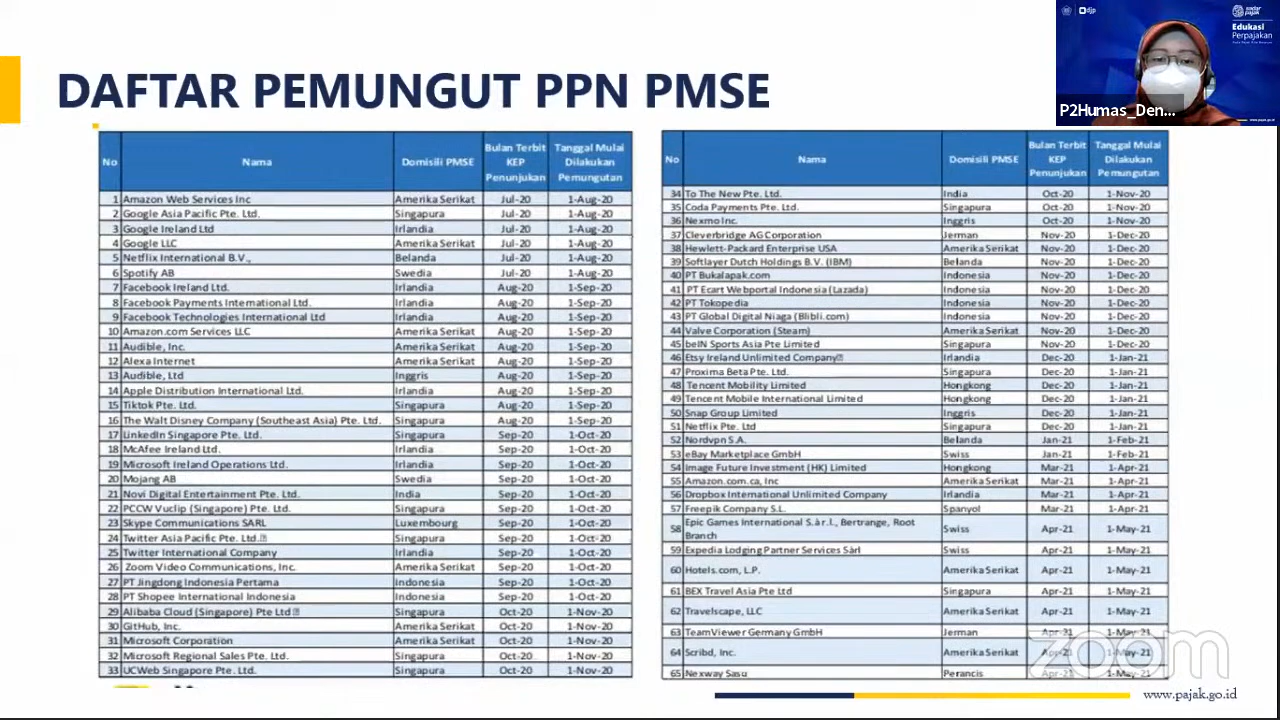 djp
sadar pajak
Edukasi
Perpajakan
P2Humas_Den...
www.pajak.go.id
DAFTAR PEMUNGUT PPN PMSE
No Nama Domisili PMSE Bulan Terbit KEP Penunjukan Tanggal Mulai Dilakukan Pemungutan
1 Amazon Web Services Inc Amerika Serikat Jul-20 1-Aug-20
2 Google Asia Pacific Pte. Ltd. Singapura Jul-20 1-Aug-20
3 Google Ireland Ltd Irlandia Jul-20 1-Aug-20
4 Google LLC Amerika Serikat Jul-20 1-Aug-20
5 Netflix International B.V., Belanda Jul-20 1-Aug-20
6 Spotify AB Swedia Jul-20 1-Aug-20
7 Facebook Ireland Ltd. Irlandia Aug-20 1-Sep-20
8 Facebook Payments International Ltd. Irlandia Aug-20 1-Sep-20
9 Facebook Technologies International Ltd Irlandia Aug-20 1-Sep-20
10 Amazon.com Services LLC Amerika Serikat Aug-20 1-Sep-20
11 Audible, Inc. Amerika Serikat Aug-20 1-Sep-20
12 Alexa Internet Amerika Serikat Aug-20 1-Sep-20
13 Audible, Ltd Inggris Aug-20 1-Sep-20
14 Apple Distribution International Ltd. Irlandia Aug-20 1-Sep-20
15 Tiktok Pte. Ltd. Singapura Aug-20 1-Sep-20
16 The Walt Disney Company (Southeast Asia) Pte. Ltd. Singapura Aug-20 1-Sep-20
17 LinkedIn Singapore Pte. Ltd. Singapura Sep-20 1-Oct-20
18 McAfee Ireland Ltd. Irlandia Sep-20 1-Oct-20
19 Microsoft Ireland Operations Ltd. Irlandia Sep-20 1-Oct-20
20 Mojang AB Swedia Sep-20 1-Oct-20
21 Novi Digital Entertainment Pte. Ltd. India Sep-20 1-Oct-20
22 PCCW Vuclip (Singapore) Pte. Ltd. Singapura Sep-20 1-Oct-20
23 Skype Communications SARL Luxembourg Sep-20 1-Oct-20
24 Twitter Asia Pacific Pte. Ltd. Singapura Sep-20 1-Oct-20
25 Twitter International Company Irlandia Sep-20 1-Oct-20
26 Zoom Video Communications, Inc. Amerika Serikat Sep-20 1-Oct-20
27 PT Jingdong Indonesia Pertama Indonesia Sep-20 1-Oct-20
28 PT Shopee International Indonesia Indonesia Sep-20 1-Oct-20
29 Alibaba Cloud (Singapore) Pte Ltd Singapura Oct-20 1-Nov-20
30 GitHub, Inc. Amerika Serikat Oct-20 1-Nov-20
31 Microsoft Corporation Amerika Serikat Oct-20 1-Nov-20
32 Microsoft Regional Sales Pte. Ltd. Singapura Oct-20 1-Nov-20
33 UCWeb Singapore Pte. Ltd. Singapura Oct-20 1-Nov-20
No Nama Domisili PMSE Bulan Terbit KEP Penunjukan Tanggal Mulai Dilakukan Pemungutan
34 To The New Pte. Ltd. India Oct-20 1-Nov-20
35 Coda Payments Pte. Ltd. Singapura Oct-20 1-Nov-20
36 Nexmo Inc. Inggris Oct-20 1-Nov-20
37 Cleverbridge AG Corporation Jerman Nov-20 1-Dec-20
38 Hewlett-Packard Enterprise USA Amerika Serikat Nov-20 1-Dec-20
39 Softlayer Dutch Holdings B.V. (IBM) Belanda Nov-20 1-Dec-20
40 PT Bukalapak.com Indonesia Nov-20 1-Dec-20
41 PT Ecart Webportal Indonesia (Lazada) Indonesia Nov-20 1-Dec-20
42 PT Tokopedia Indonesia Nov-20 1-Dec-20
43 PT Global Digital Niaga (Blibli.com) Indonesia Nov-20 1-Dec-20
44 Valve Corporation (Steam) Amerika Serikat Nov-20 1-Dec-20
45 beIN Sports Asia Pte Limited Singapura Nov-20 1-Dec-20
46 Etsy Ireland Unlimited Company Irlandia Dec-20 1-Jan-21
47 Proxima Beta Pte. Ltd. Singapura Dec-20 1-Jan-21
48 Tencent Mobility Limited Hongkong Dec-20 1-Jan-21
49 Tencent Mobile International Limited Hongkong Dec-20 1-Jan-21
50 Snap Group Limited Inggris Dec-20 1-Jan-21
51 Netflix Pte. Ltd Singapura Dec-20 1-Jan-21
52 Nordvpn S.A. Belanda Jan-21 1-Feb-21
53 eBay Marketplace GmbH Swiss Jan-21 1-Feb-21
54 Image Future Investment (HK) Limited Hongkong Mar-21 1-Apr-21
55 Amazon.com.ca, Inc Amerika Serikat Mar-21 1-Apr-21
56 Dropbox International Unlimited Company Irlandia Mar-21 1-Apr-21
57 Freepik Company S.L. Spanyol Mar-21 1-Apr-21
58 Epic Games International S.à r.l., Bertrange, Root Branch Swiss Apr-21 1-May-21
59 Expedia Lodging Partner Services Sàrl Swiss Apr-21 1-May-21
60 Hotels.com, L.P. Amerika Serikat Apr-21 1-May-21
61 BEX Travel Asia Pte Ltd Singapura Apr-21 1-May-21
62 Travelscape, LLC Amerika Serikat Apr-21 1-May-21
63 TeamViewer Germany GmbH Jerman Apr-21 1-May-21
64 Scribd, Inc. Amerika Serikat Apr-21 1-May-21
65 Nexway Sasu Perancis Apr-21 1-May-21
zoom
www.pajak.go.id